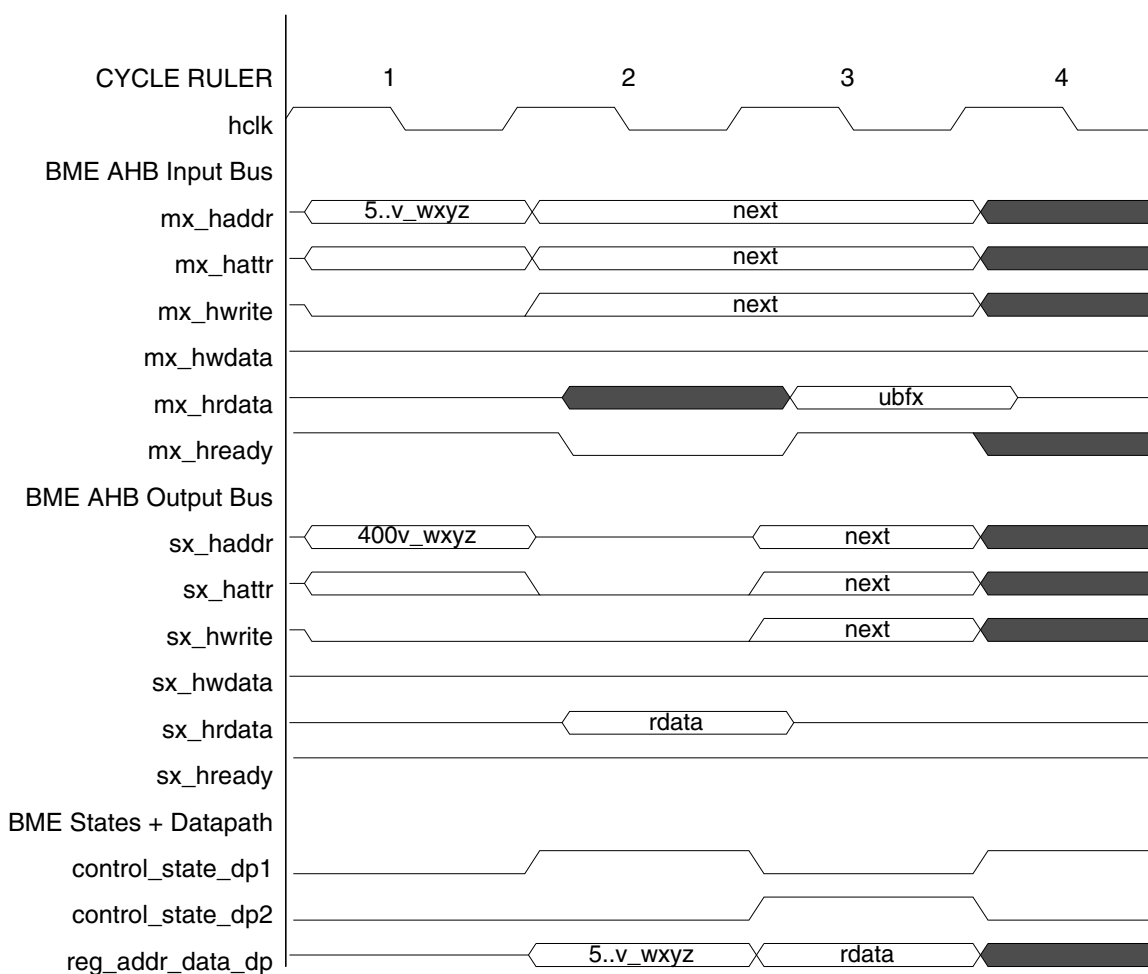 CYCLE RULER 1 2 3 4
hclk
BME AHB Input Bus
mx_haddr 5..v_wxyz next
mx_hattr next
mx_hwrite next
mx_hwdata
mx_hrdata ubfx
mx_hready
BME AHB Output Bus
sx_haddr 400v_wxyz next
sx_hattr next
sx_hwrite next
sx_hwdata
sx_hrdata rdata
sx_hready
BME States + Datapath
control_state_dp1
control_state_dp2
reg_addr_data_dp 5..v_wxyz rdata